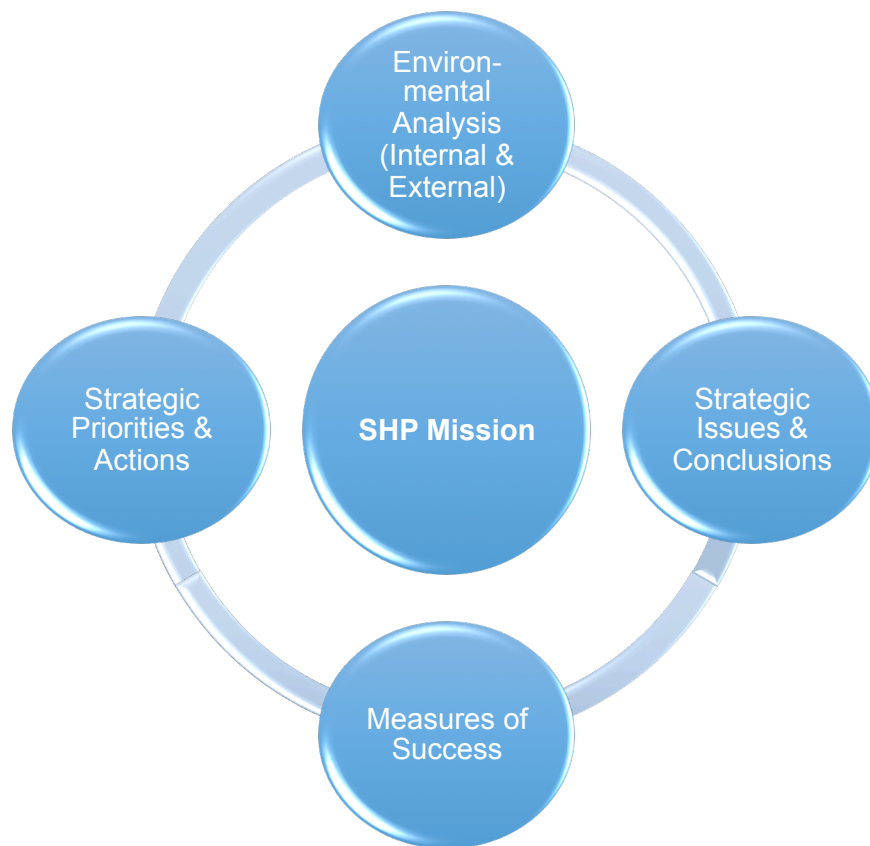 Environ-
mental
Analysis
(Internal &
External)
Strategic
Priorities &
Actions
SHP Mission
Strategic
Issues &
Conclusions
Measures of
Success